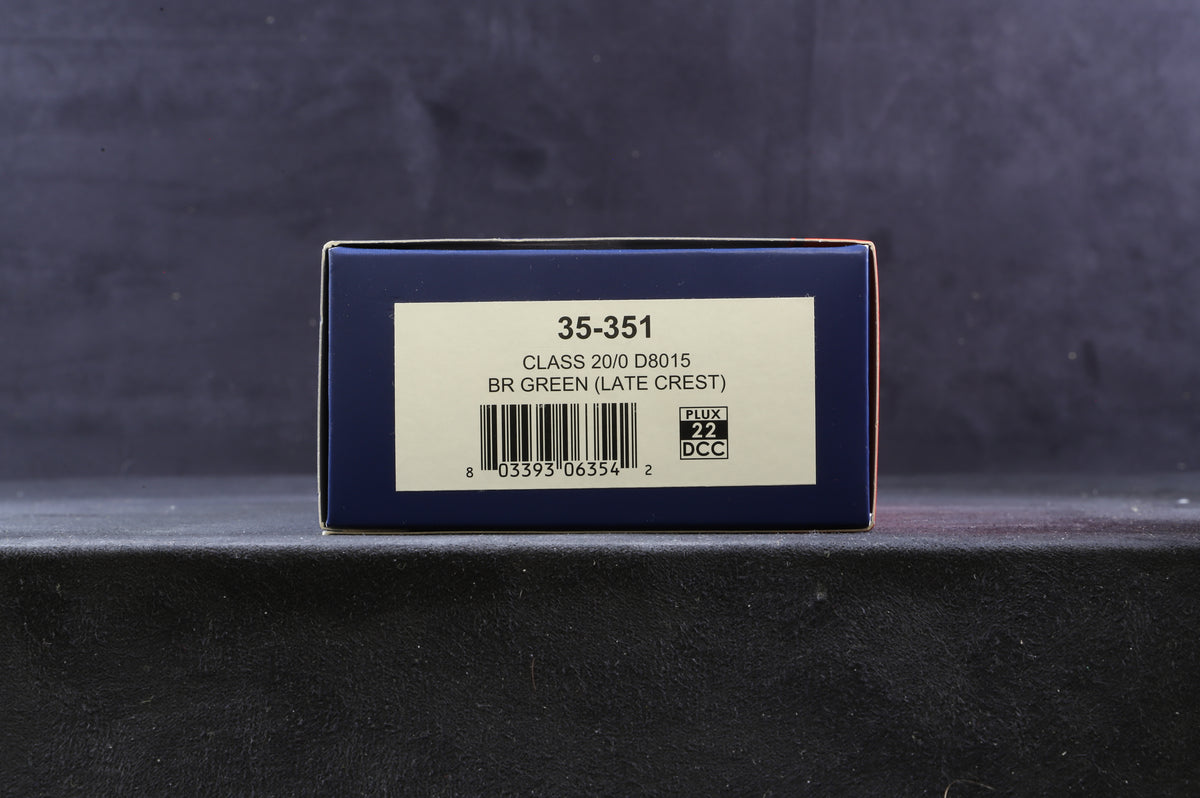 35-351
CLASS 20/0 D8015
BR GREEN (LATE CREST)
8 03393 06354 2
PLUX
22
DCC